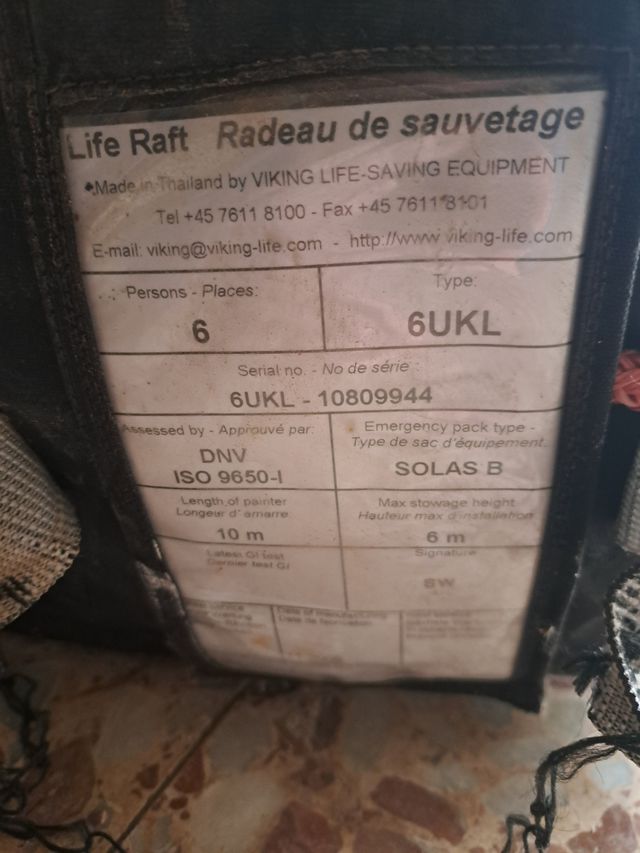 Life Raft Radeau de sauvetage
Made in Thailand by VIKING LIFE-SAVING EQUIPMENT
Tel +45 7611 8100 - Fax +45 7611 8101
E-mail: viking@viking-life.com - http://www.viking-life.com
Persons - Places:
6
Type:
6UKL
Serial no. - No de série :
6UKL - 10809944
Assessed by - Approuvé par:
DNV
ISO 9650-I
Emergency pack type -
Type de sac d'équipement.
SOLAS B
Length of painter
Longeur d'amarre
10 m
Max stowage height
Hauteur max d'installation
6 m
Latest GI test
Dernier test GI
Signature
SW
service
Date of manufacturing
Date de fabrication